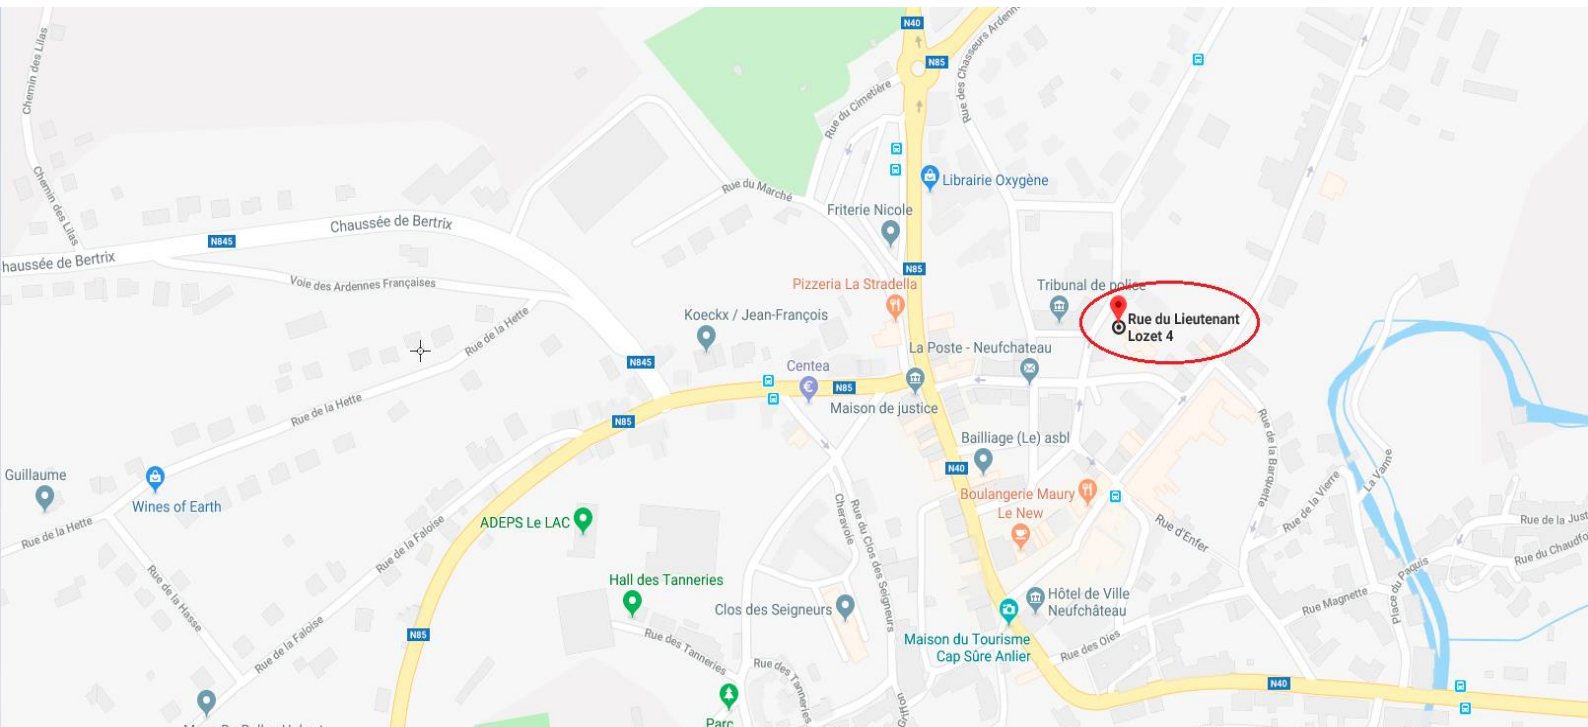 N40
N85
Chemin des Lilas
Rue des Chasseurs Arden
Rue du Cimetière
Librairie Oxygène
Rue du Marché
Friterie Nicole
Chemin des Lilas
Chaussée de Bertrix
N845
haussée de Bertrix
N85
Voie des Ardennes Françaises
Pizzeria La Stradella
Tribunal de police
Rue de la Hette
Koeckx / Jean-François
Rue du Lieutenant
Lozet 4
La Poste - Neufchateau
N845
Centea
N85
Maison de justice
Rue de la Hette
N85
Bailliage (Le) asbl
Rue de la Barquette
N40
Guillaume
Wines of Earth
Boulangerie Maury
Le New
La Vanne
Rue de la Vierre
ADEPS Le LAC
Cheravoie
Rue du Clos des Seigneurs
Rue d'Enfer
Rue de la Just
Rue du Chaudfo
Rue de la Hette
Rue de la Faloise
Hall des Tanneries
Rue de la Hasse
Clos des Seigneurs
Hôtel de Ville
Neufchâteau
Rue Magnette
Place du Paquis
N85
Rue de la Faloise
Rue des Tanneries
Maison du Tourisme
Cap Sûre Anlier
Rue des Oies
Rue des Tanneries
N40
Parc